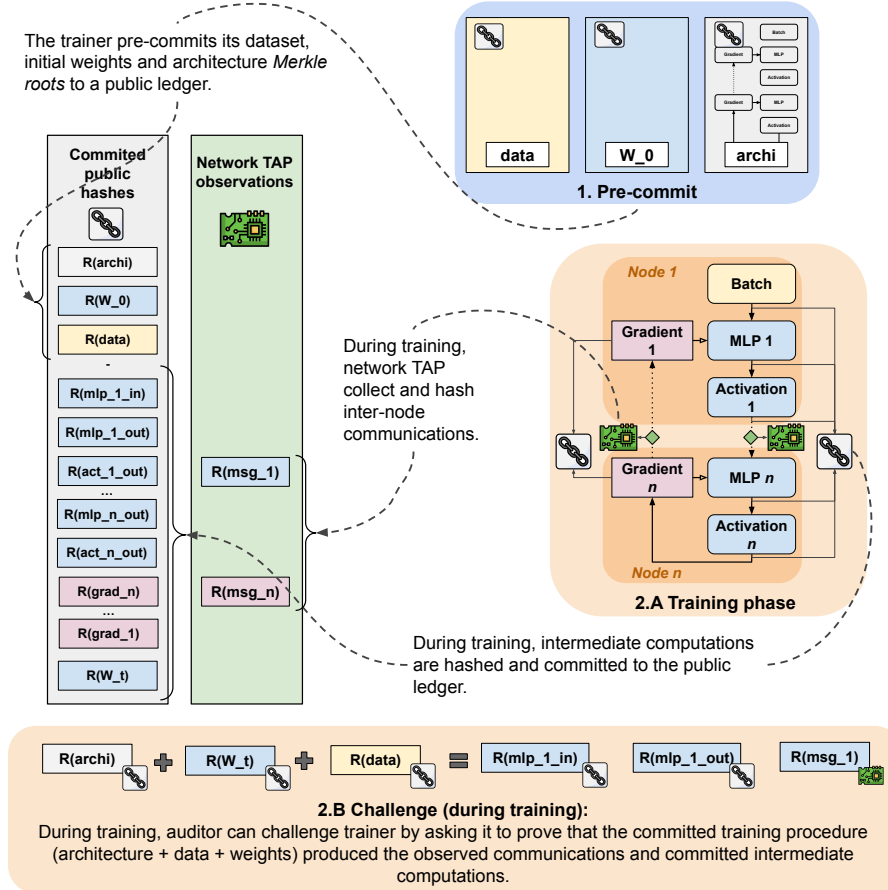 The trainer pre-commits its dataset,
initial weights and architecture Merkle
roots to a public ledger.
data
W_0
Batch
Gradient
MLP
Activation
Gradient
MLP
Activation
archi
1. Pre-commit
Commited
public
hashes
R(archi)
R(W_0)
R(data)
-
R(mlp_1_in)
R(mlp_1_out)
R(act_1_out)
...
R(mlp_n_out)
R(act_n_out)
R(grad_n)
...
R(grad_1)
R(W_t)
Network TAP
observations
R(msg_1)
R(msg_n)
During training,
network TAP
collect and hash
inter-node
communications.
Node 1
Batch
Gradient
1
MLP 1
Activation
1
Gradient
n
MLP n
Activation
n
Node n
2.A Training phase
During training, intermediate computations
are hashed and committed to the public
ledger.
R(archi)
+
R(W_t)
+
R(data)
=
R(mlp_1_in)
R(mlp_1_out)
R(msg_1)
2.B Challenge (during training):
During training, auditor can challenge trainer by asking it to prove that the committed training procedure
(architecture + data + weights) produced the observed communications and committed intermediate
computations.